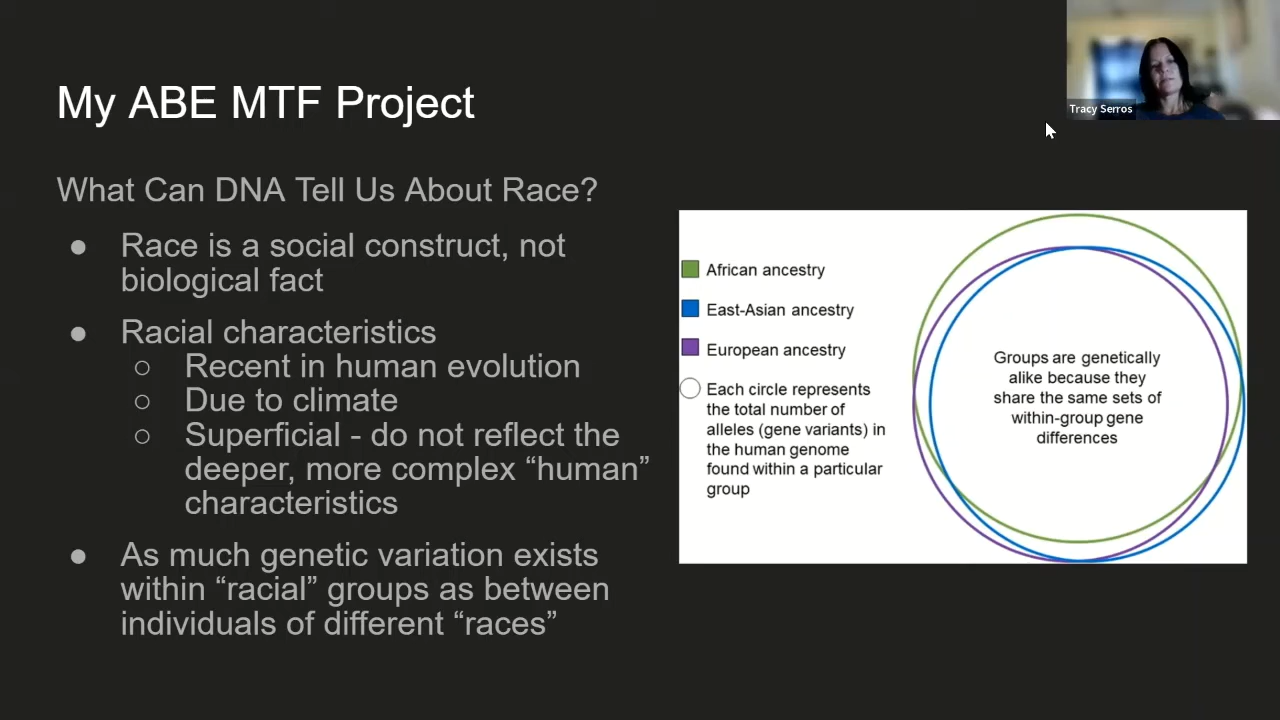 My ABE MTF Project
Tracy Serros
What Can DNA Tell Us About Race?
● Race is a social construct, not
biological fact
● Racial characteristics
○ Recent in human evolution
○ Due to climate
○ Superficial - do not reflect the
deeper, more complex “human”
characteristics
● As much genetic variation exists
within “racial” groups as between
individuals of different “races”
African ancestry
East-Asian ancestry
European ancestry
Each circle represents
the total number of
alleles (gene variants) in
the human genome
found within a particular
group
Groups are genetically
alike because they
share the same sets of
within-group gene
differences